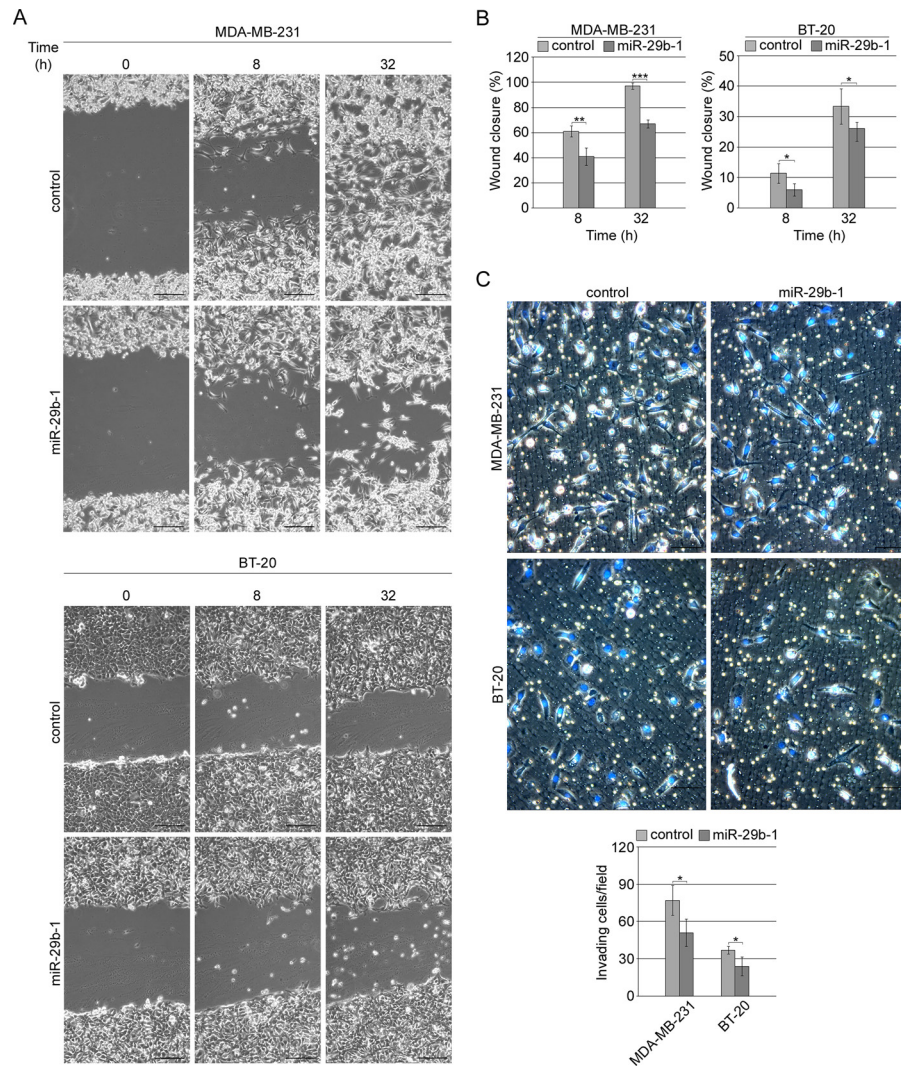 A
MDA-MB-231
Time
(h)
0
8
32
control
miR-29b-1
BT-20
0
8
32
control
miR-29b-1
B
MDA-MB-231
control
miR-29b-1
Wound closure (%)
120
100
80
60
40
20
0
**
***
8
32
Time (h)
BT-20
control
miR-29b-1
Wound closure (%)
50
40
30
20
10
0
*
*
8
32
Time (h)
C
control
miR-29b-1
MDA-MB-231
BT-20
control
miR-29b-1
Invading cells/field
120
90
60
30
0
*
*
MDA-MB-231
BT-20